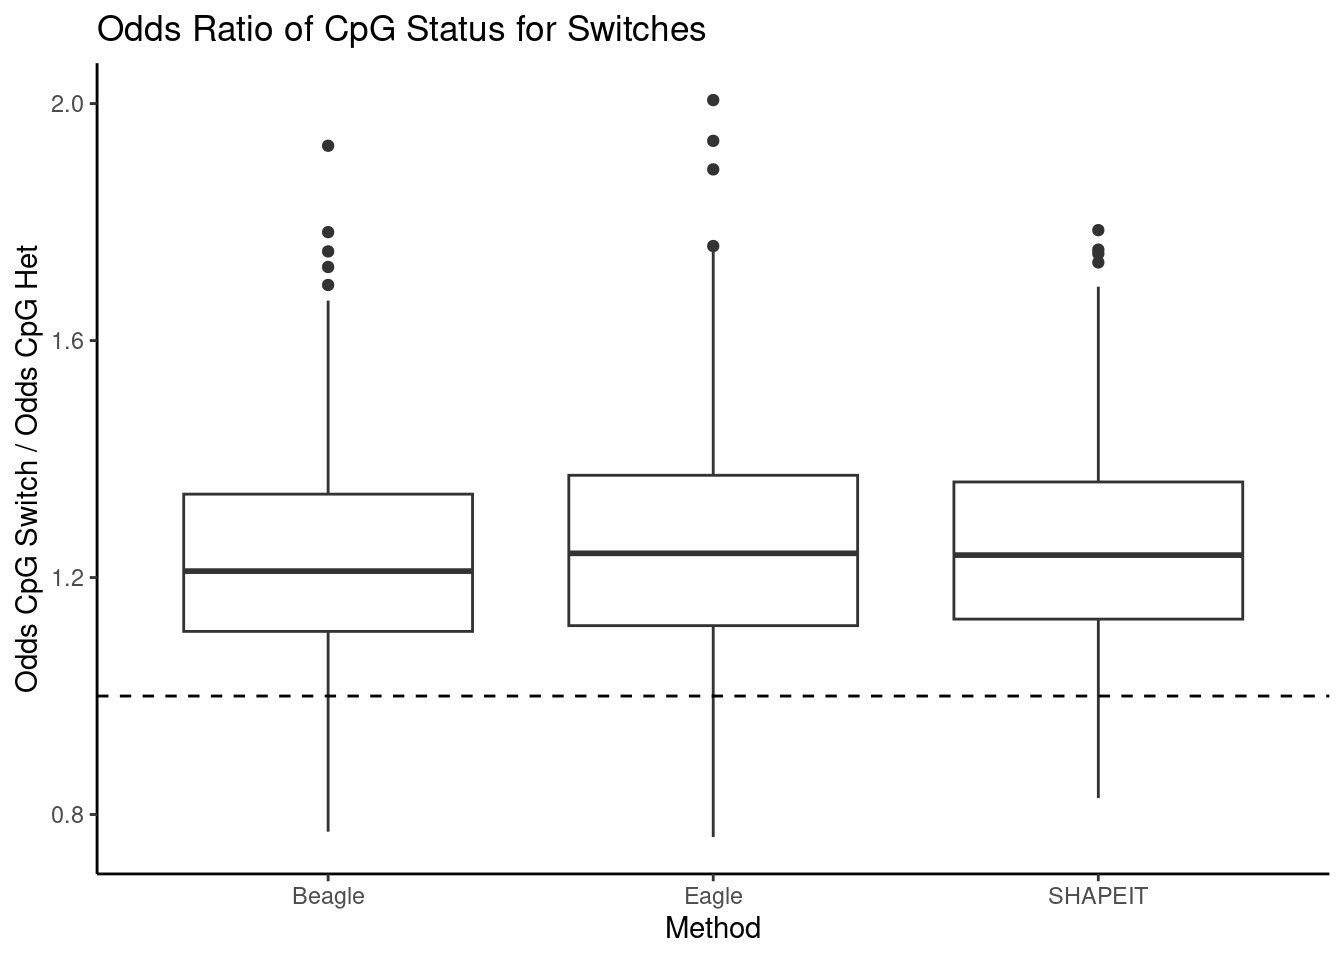 Odds Ratio of CpG Status for Switches
Odds CpG Switch / Odds CpG Het
2.0
1.6
1.2
0.8
Beagle Eagle SHAPEIT
Method